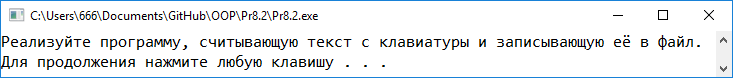 C:\Users\666\Documents\GitHub\OOP\Pr8.2\Pr8.2.exe
Реализуйте программу, считывающую текст с клавиатуры и записывающую её в файл.
Для продолжения нажмите любую клавишу . . .